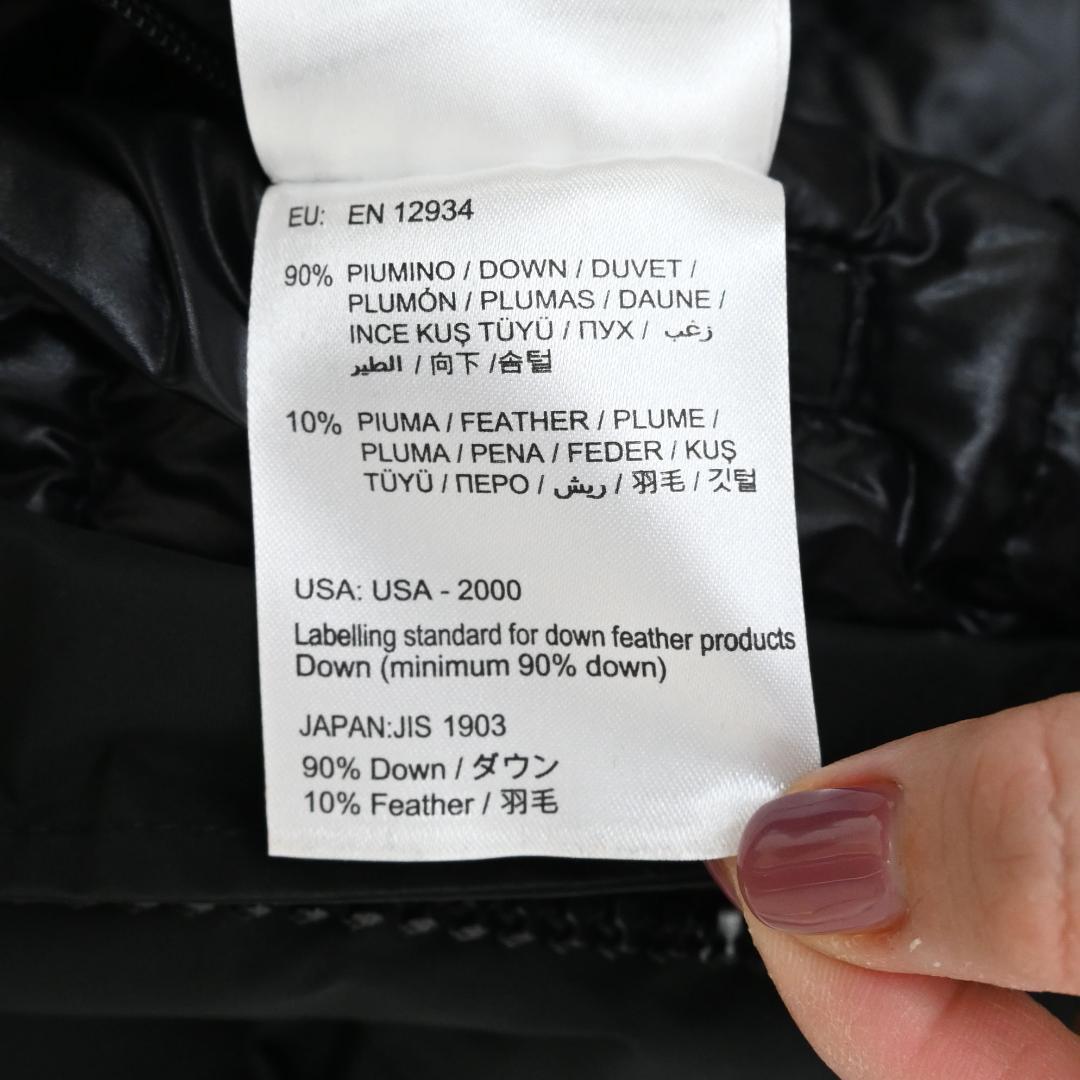 EU: EN 12934
90% PIUMINO / DOWN / DUVET /
PLUMÓN / PLUMAS / DAUNE /
INCE KUŞ TÜYÜ / ПУХ / زغب
الطير / 向下 /솜털
10% PIUMA / FEATHER / PLUME /
PLUMA / PENA / FEDER / KUŞ
TÜYÜ / ПЕРО / ريش / 羽毛 / 깃털
USA: USA - 2000
Labelling standard for down feather products
Down (minimum 90% down)
JAPAN:JIS 1903
90% Down / ダウン
10% Feather / 羽毛